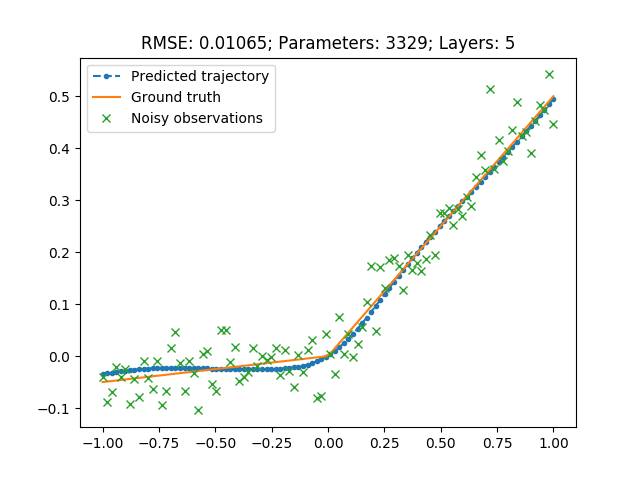 RMSE: 0.01065; Parameters: 3329; Layers: 5
Predicted trajectory
Ground truth
Noisy observations
0.5
0.4
0.3
0.2
0.1
0.0
−0.1
−1.00 −0.75 −0.50 −0.25 0.00 0.25 0.50 0.75 1.00